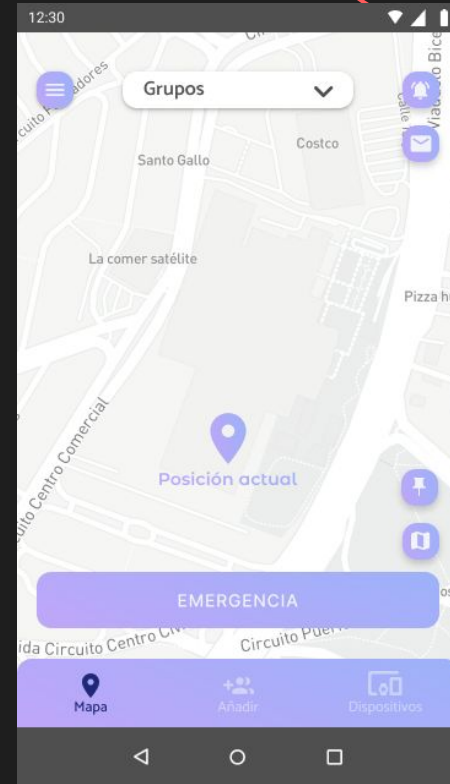 12:30
Grupos
Costco
Santo Gallo
La comer satélite
Posición actual
Centro Comercial
EMERGENCIA
Circuito Centro
Circuito
Mapa
Añadir
Dispositivos